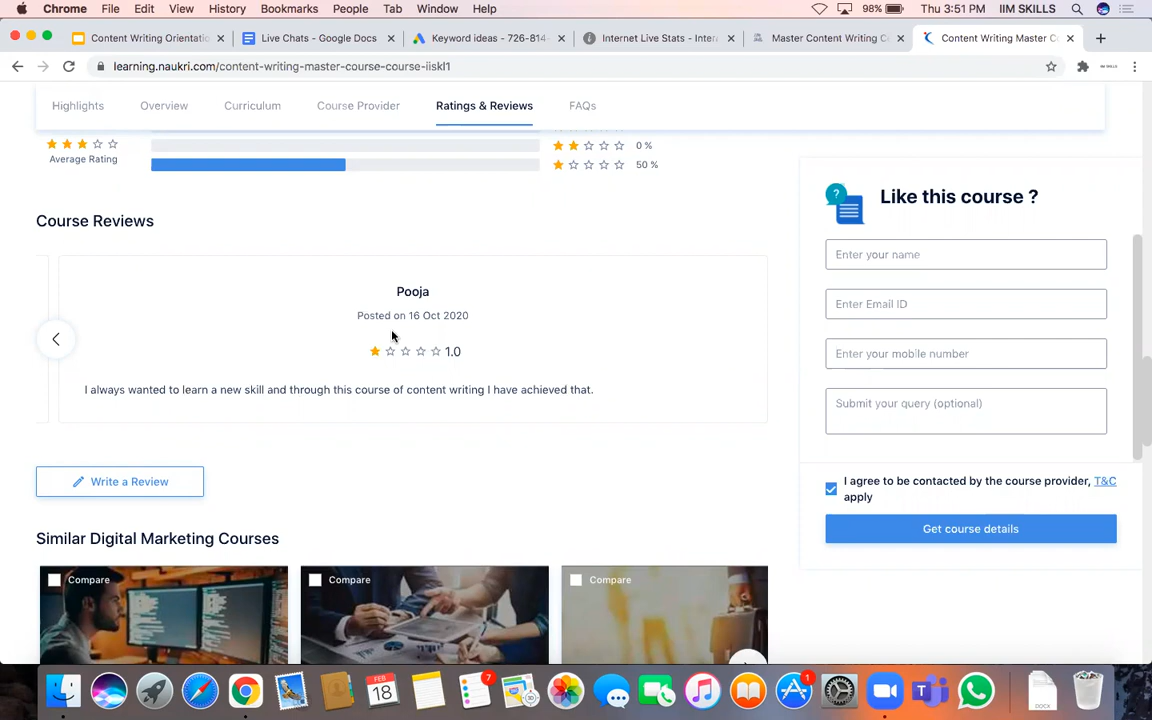 Chrome File Edit View History Bookmarks People Tab Window Help 98% Thu 3:51 PM IIM SKILLS
Content Writing Orientatio × Live Chats - Google Docs × Keyword ideas - 726-814- × Internet Live Stats - Inter × Master Content Writing C × Content Writing Master C ×
learning.naukri.com/content-writing-master-course-course-iiskl1
Highlights Overview Curriculum Course Provider Ratings & Reviews FAQs
0 %
Average Rating
50 %
Like this course ?
Course Reviews
Enter your name
Pooja
Enter Email ID
Posted on 16 Oct 2020
1.0
Enter your mobile number
I always wanted to learn a new skill and through this course of content writing I have achieved that.
Submit your query (optional)
Write a Review
I agree to be contacted by the course provider, T&C
apply
Get course details
Similar Digital Marketing Courses
Compare Compare Compare
FEB
18
7
1
DOCX